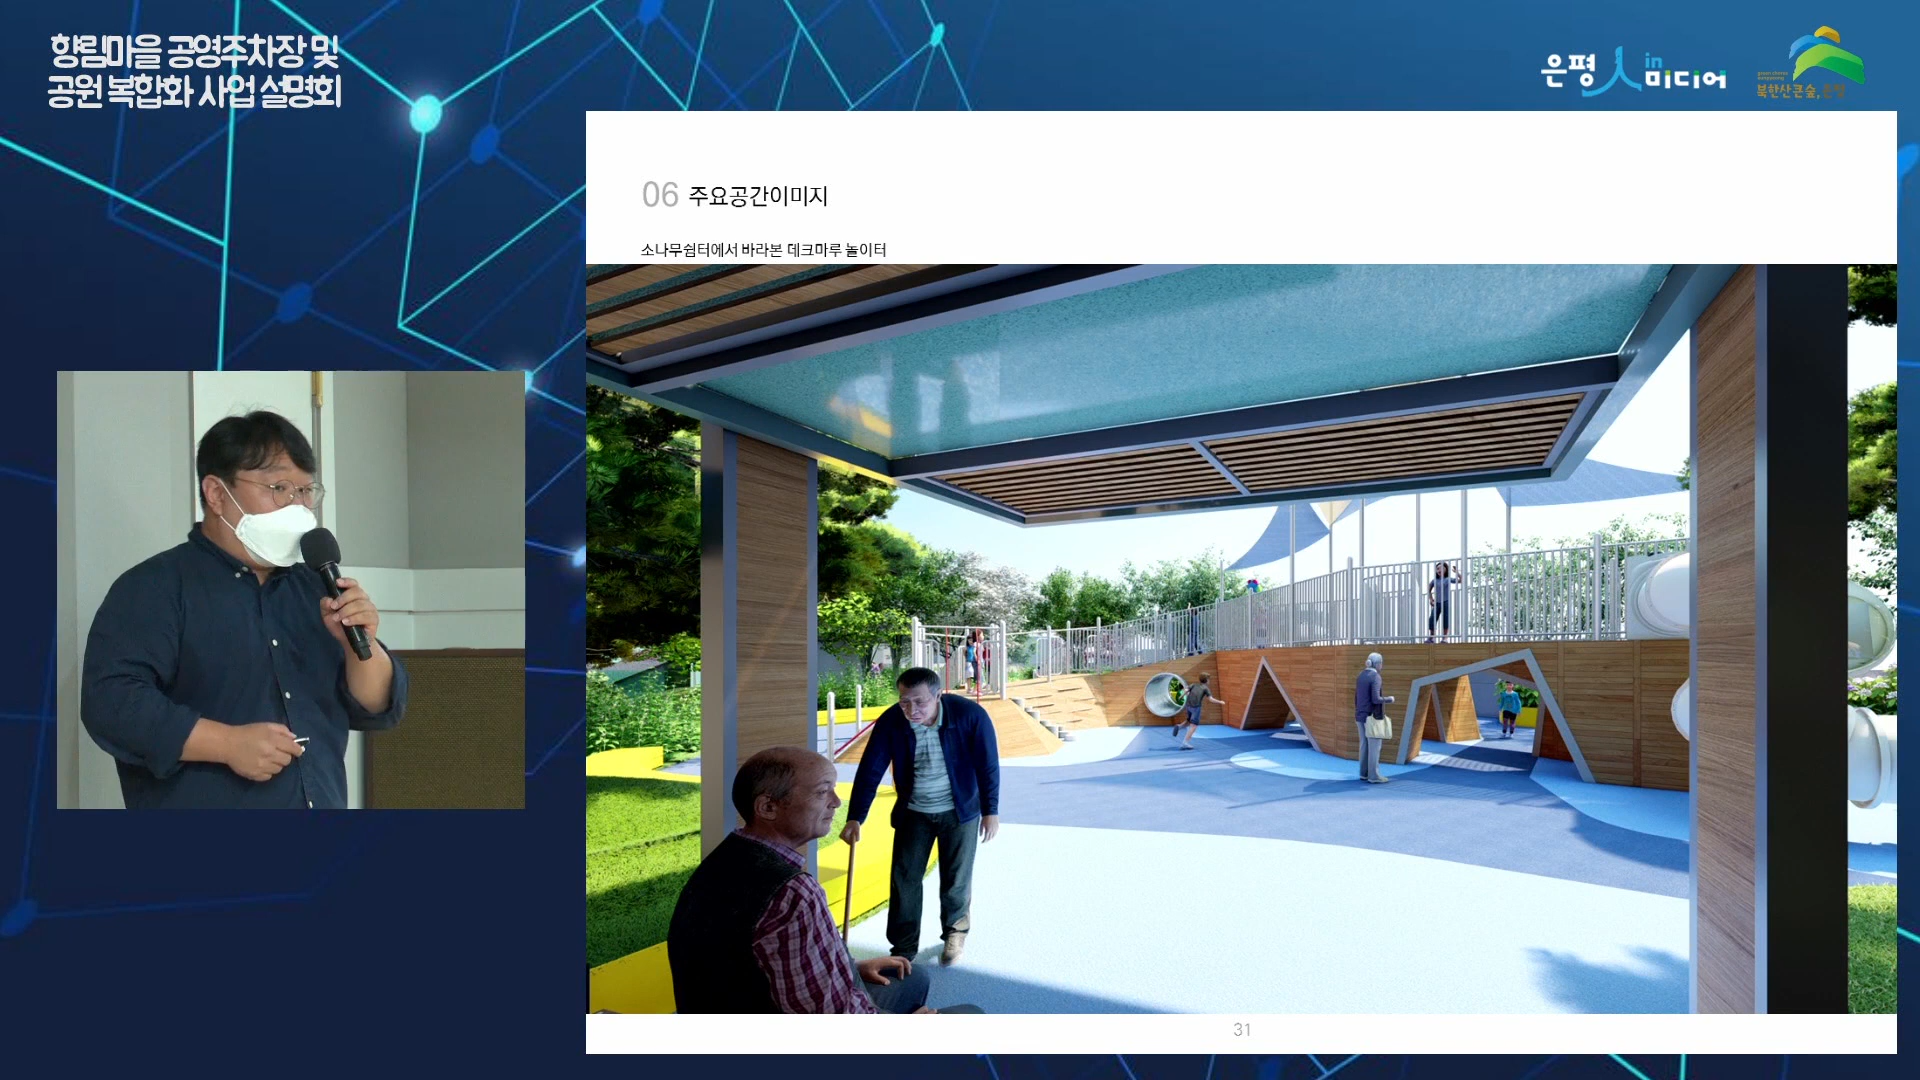 향림마을 공영주차장 및
공원 복합화 사업 설명회
은평 人 in 미디어
북한산 큰 숲, 은평
06 주요공간이미지
소나무쉼터에서 바라본 데크마루 놀이터
31